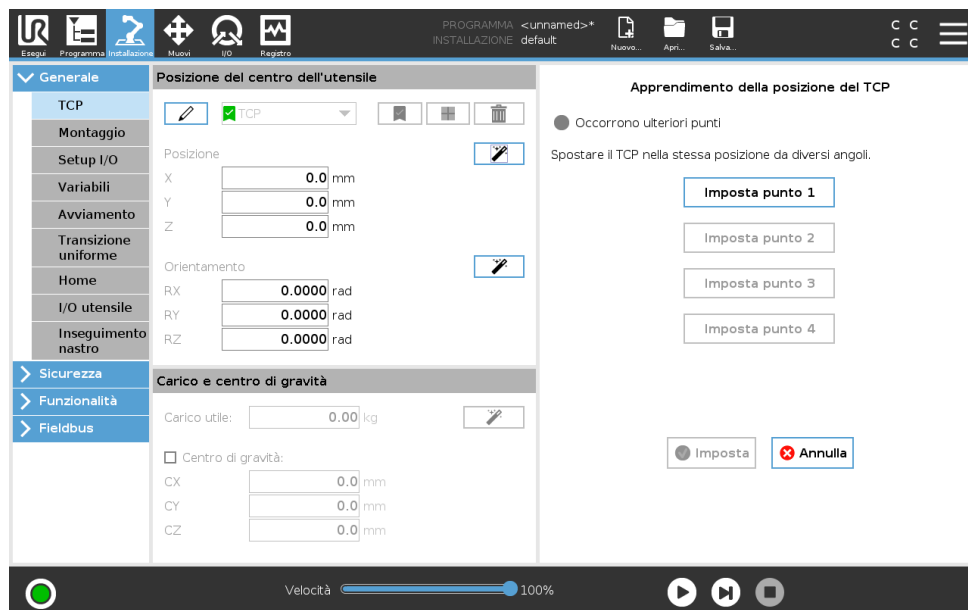 Esegui
Programma
Installazione
Muovi
I/O
Registro
PROGRAMMA <unnamed>*
INSTALLAZIONE default
Nuovo...
Apri...
Salva...
C C
C C
Generale
TCP
Montaggio
Setup I/O
Variabili
Avviamento
Transizione
uniforme
Home
I/O utensile
Inseguimento
nastro
Sicurezza
Funzionalità
Fieldbus
Posizione del centro dell'utensile
TCP
Posizione
X 0.0 mm
Y 0.0 mm
Z 0.0 mm
Orientamento
RX 0.0000 rad
RY 0.0000 rad
RZ 0.0000 rad
Carico e centro di gravità
Carico utile: 0.00 kg
Centro di gravità:
CX 0.0 mm
CY 0.0 mm
CZ 0.0 mm
Apprendimento della posizione del TCP
Occorrono ulteriori punti
Spostare il TCP nella stessa posizione da diversi angoli.
Imposta punto 1
Imposta punto 2
Imposta punto 3
Imposta punto 4
Imposta
Annulla
Velocità 100%